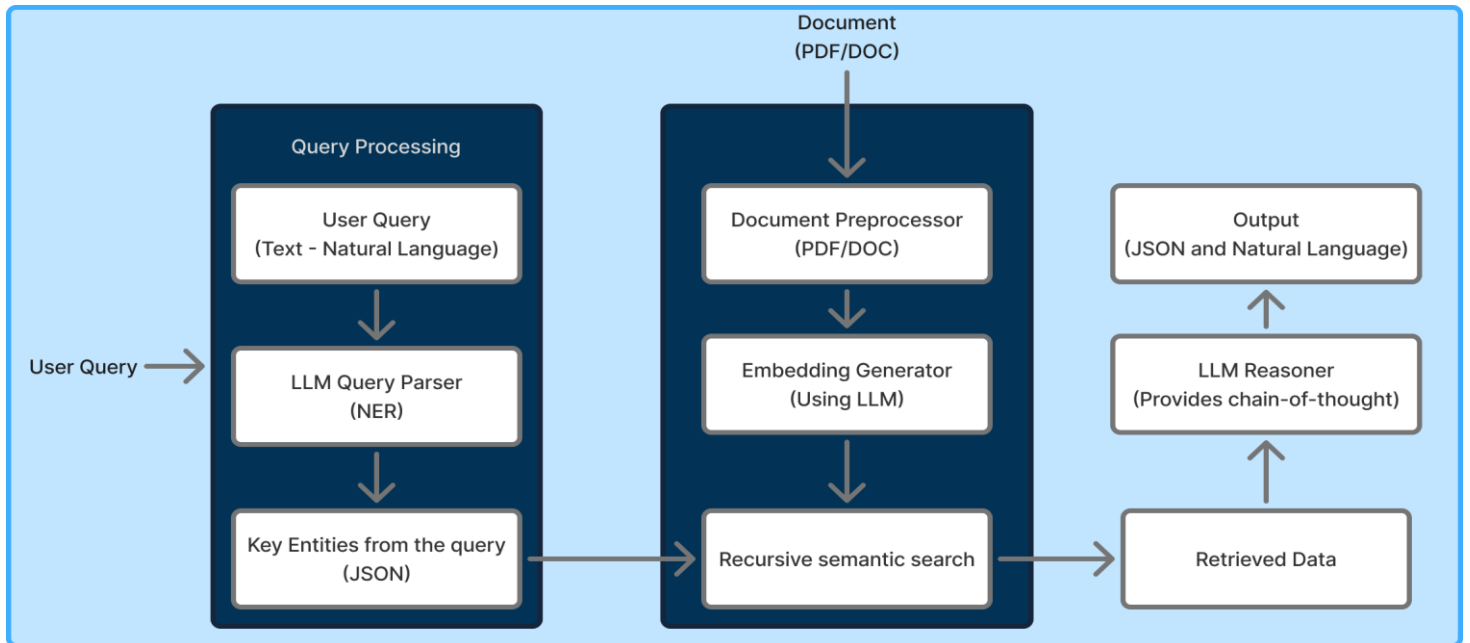 Document
(PDF/DOC)
Query Processing
User Query
(Text - Natural Language)
LLM Query Parser
(NER)
Key Entities from the query
(JSON)
User Query
Document Preprocessor
(PDF/DOC)
Embedding Generator
(Using LLM)
Recursive semantic search
Output
(JSON and Natural Language)
LLM Reasoner
(Provides chain-of-thought)
Retrieved Data